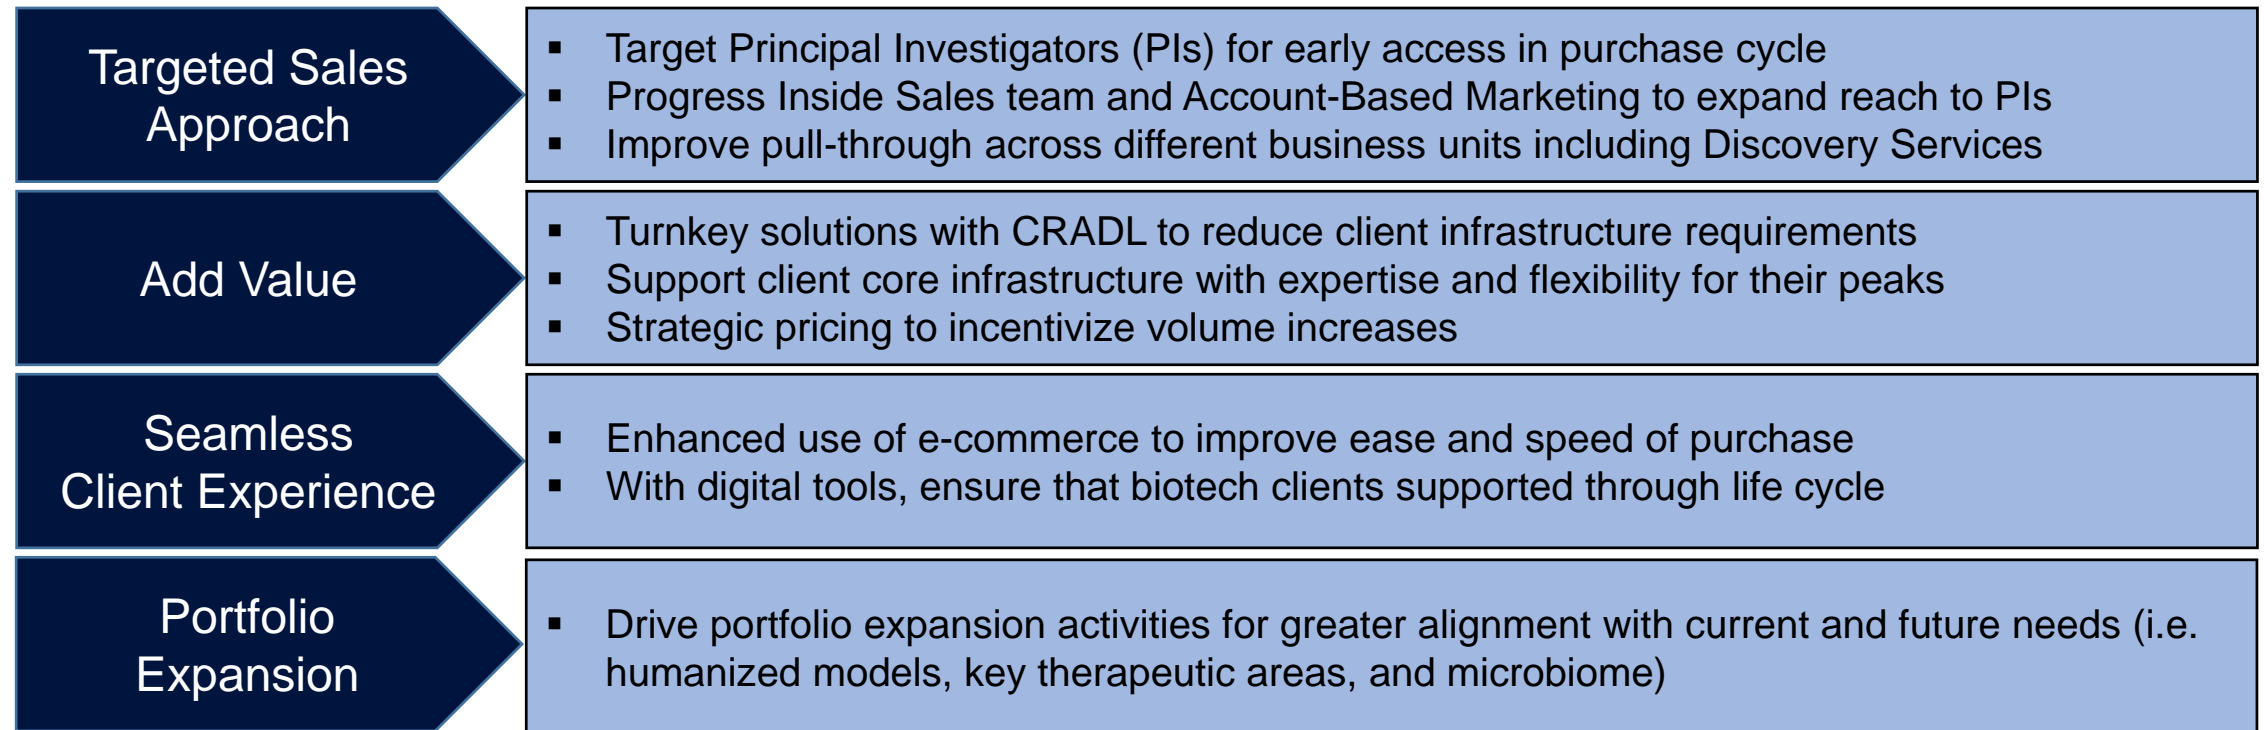 Targeted Sales
Approach
▪ Target Principal Investigators (PIs) for early access in purchase cycle
▪ Progress Inside Sales team and Account-Based Marketing to expand reach to PIs
▪ Improve pull-through across different business units including Discovery Services
Add Value
▪ Turnkey solutions with CRADL to reduce client infrastructure requirements
▪ Support client core infrastructure with expertise and flexibility for their peaks
▪ Strategic pricing to incentivize volume increases
Seamless
Client Experience
▪ Enhanced use of e-commerce to improve ease and speed of purchase
▪ With digital tools, ensure that biotech clients supported through life cycle
Portfolio
Expansion
▪ Drive portfolio expansion activities for greater alignment with current and future needs (i.e.
humanized models, key therapeutic areas, and microbiome)